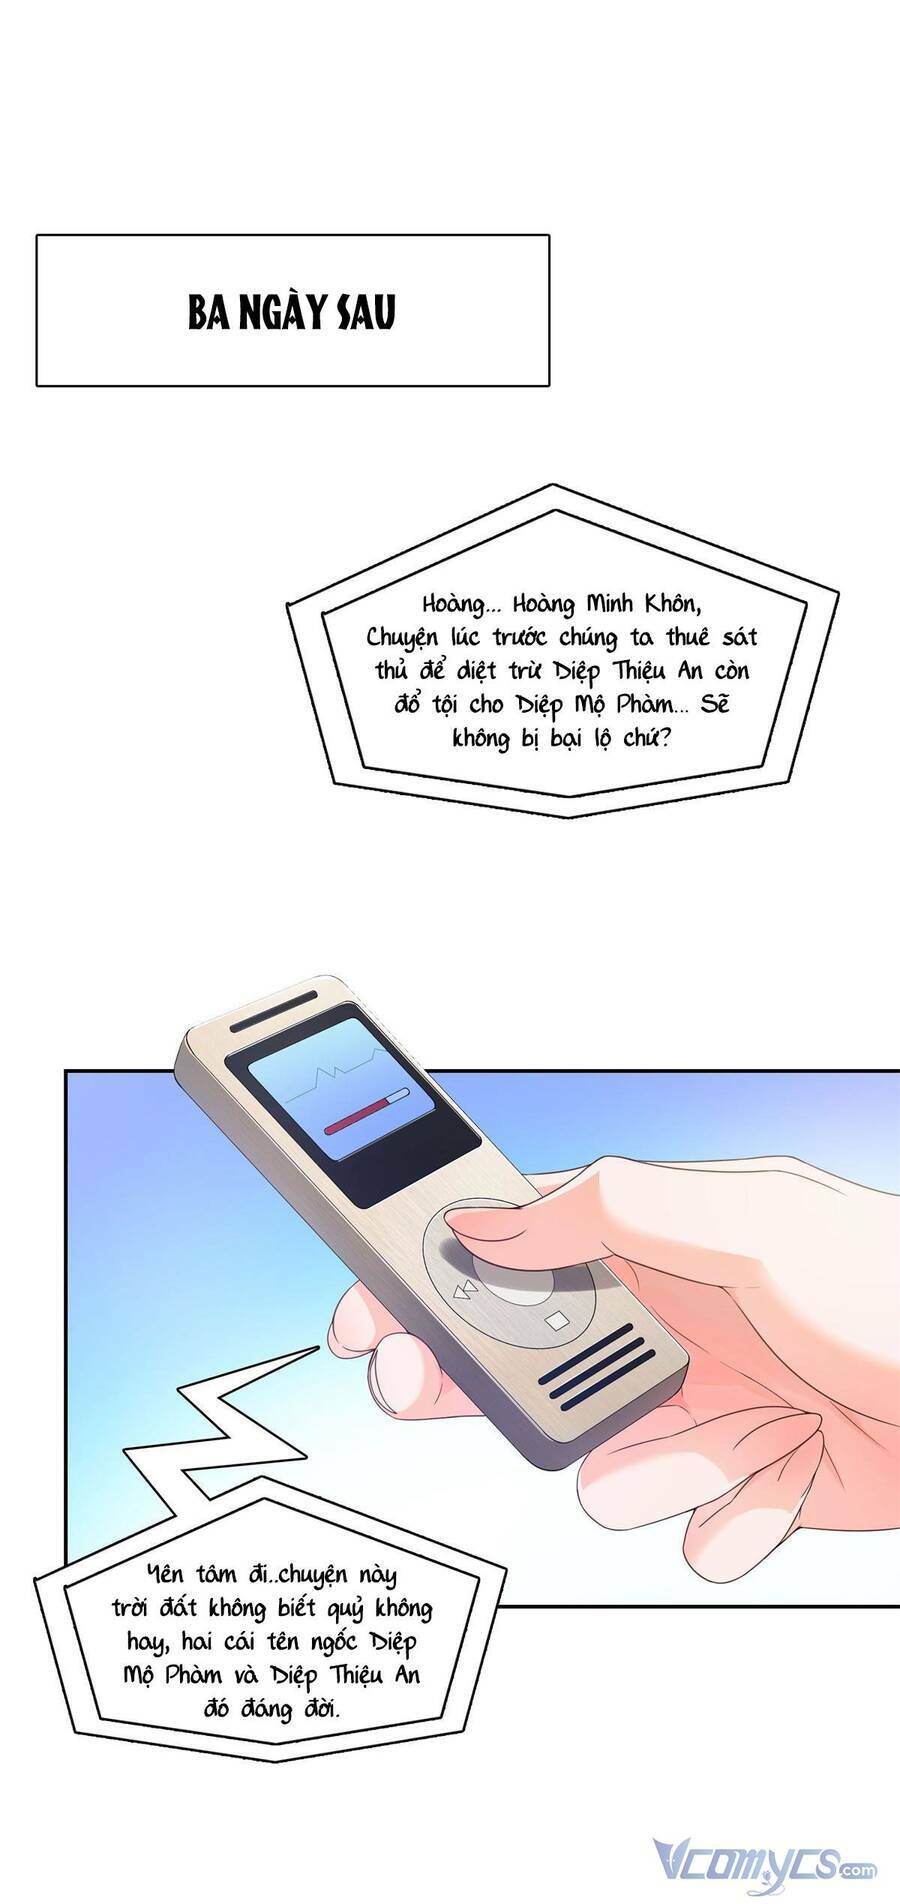 BA NGÀY SAU
Hoàng... Hoàng Minh Khôn,
Chuyện lúc trước chúng ta thuê sát
thủ để diệt trừ Diệp Thiệu An còn
đổ tội cho Diệp Mộ Phàm... Sẽ
không bị bại lộ chứ?
Yên tâm đi..chuyện này
trời đất không biết quỷ không
hay, hai cái tên ngốc Diệp
Mộ Phàm và Diệp Thiệu An
đó đáng đời.
VCOMYCS.com